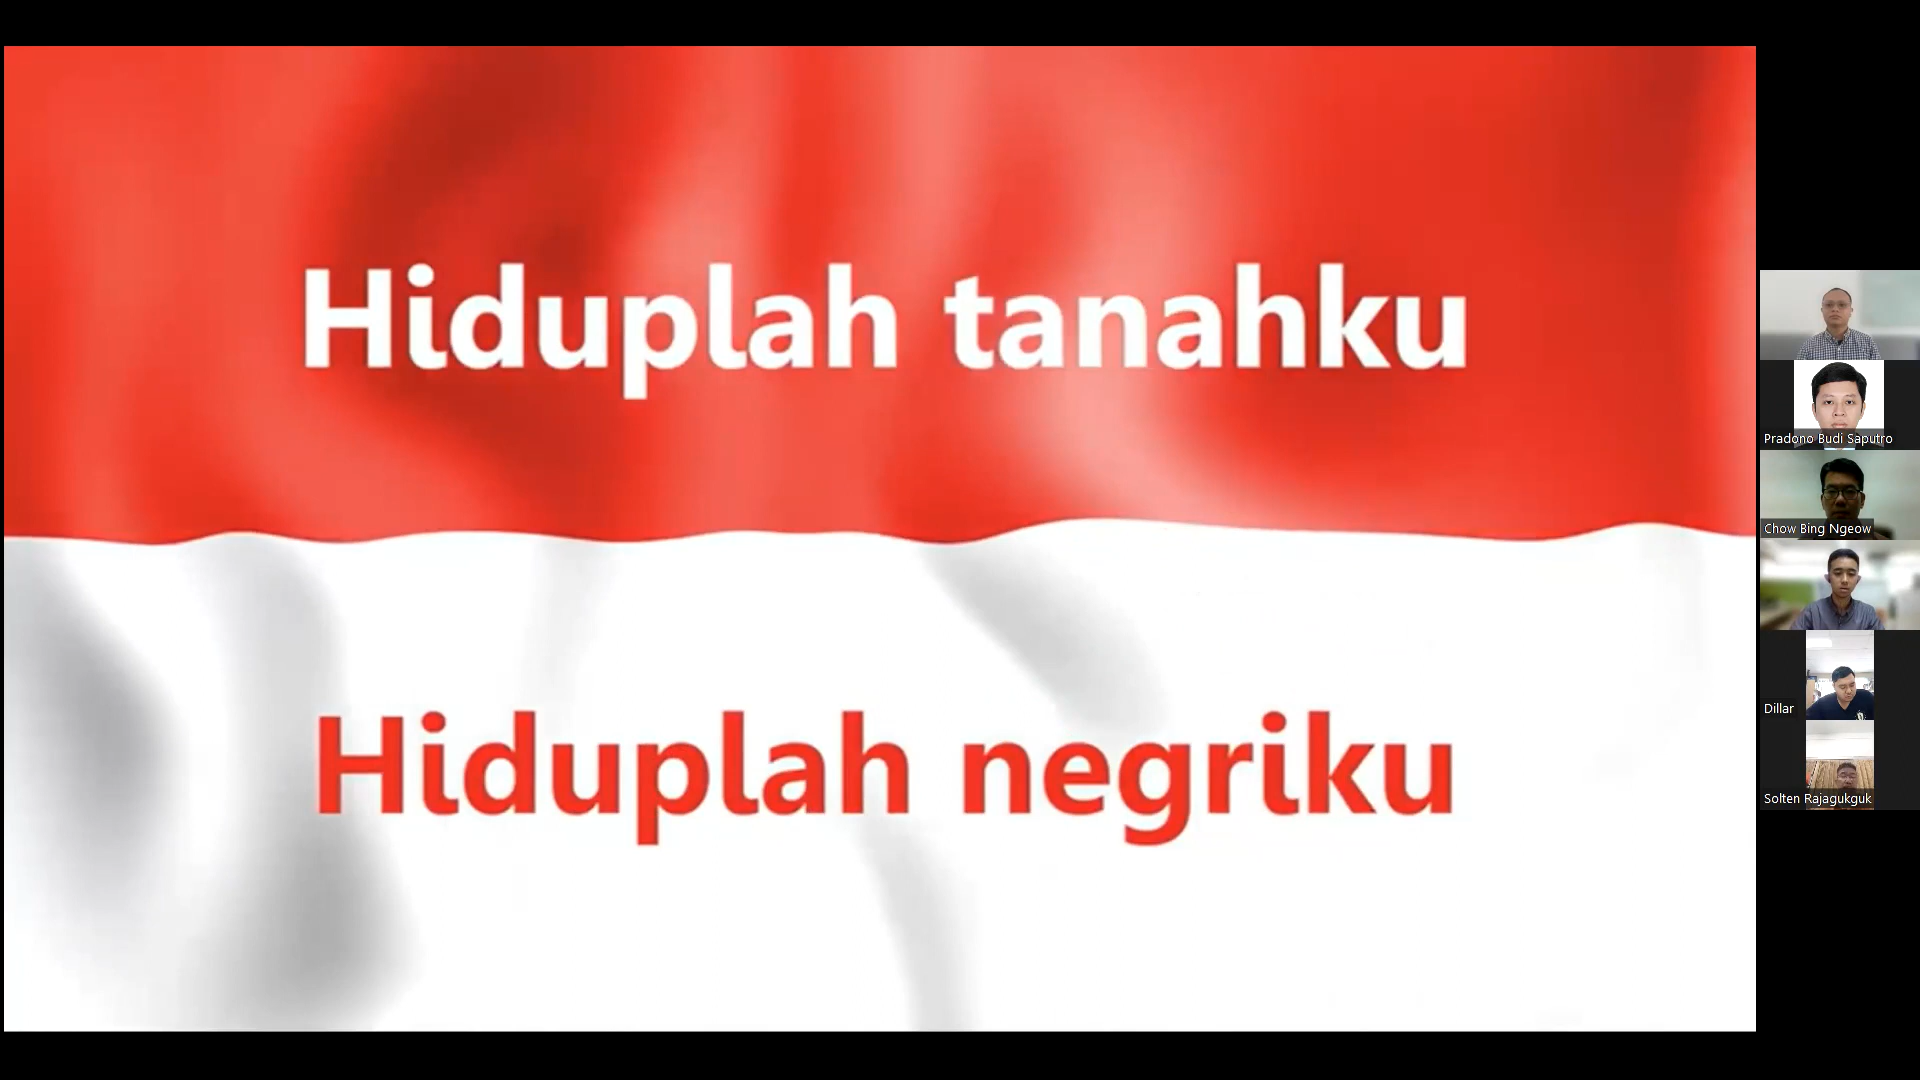 Hiduplah tanahku
Hiduplah negriku
Pradono Budi Saputro
Chow Bing Ngeow
Dillar
Solten Rajagukguk